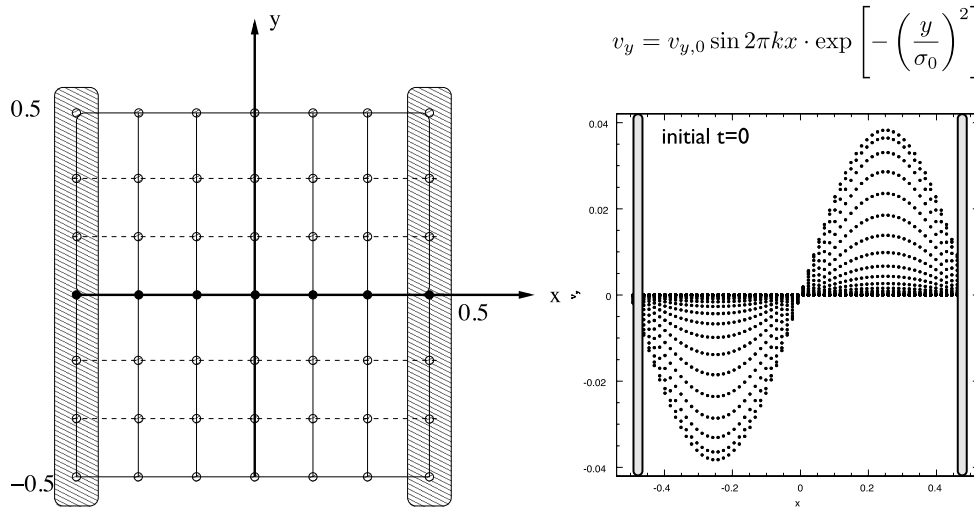 y
0.5
x
0.5
−0.5
v_y = v_{y,0} sin 2πkx · exp [ − ( y / σ_0 )^2 ]
initial t=0
0.04
0.02
0
-0.02
-0.04
v_y
-0.4
-0.2
0
0.2
0.4
x